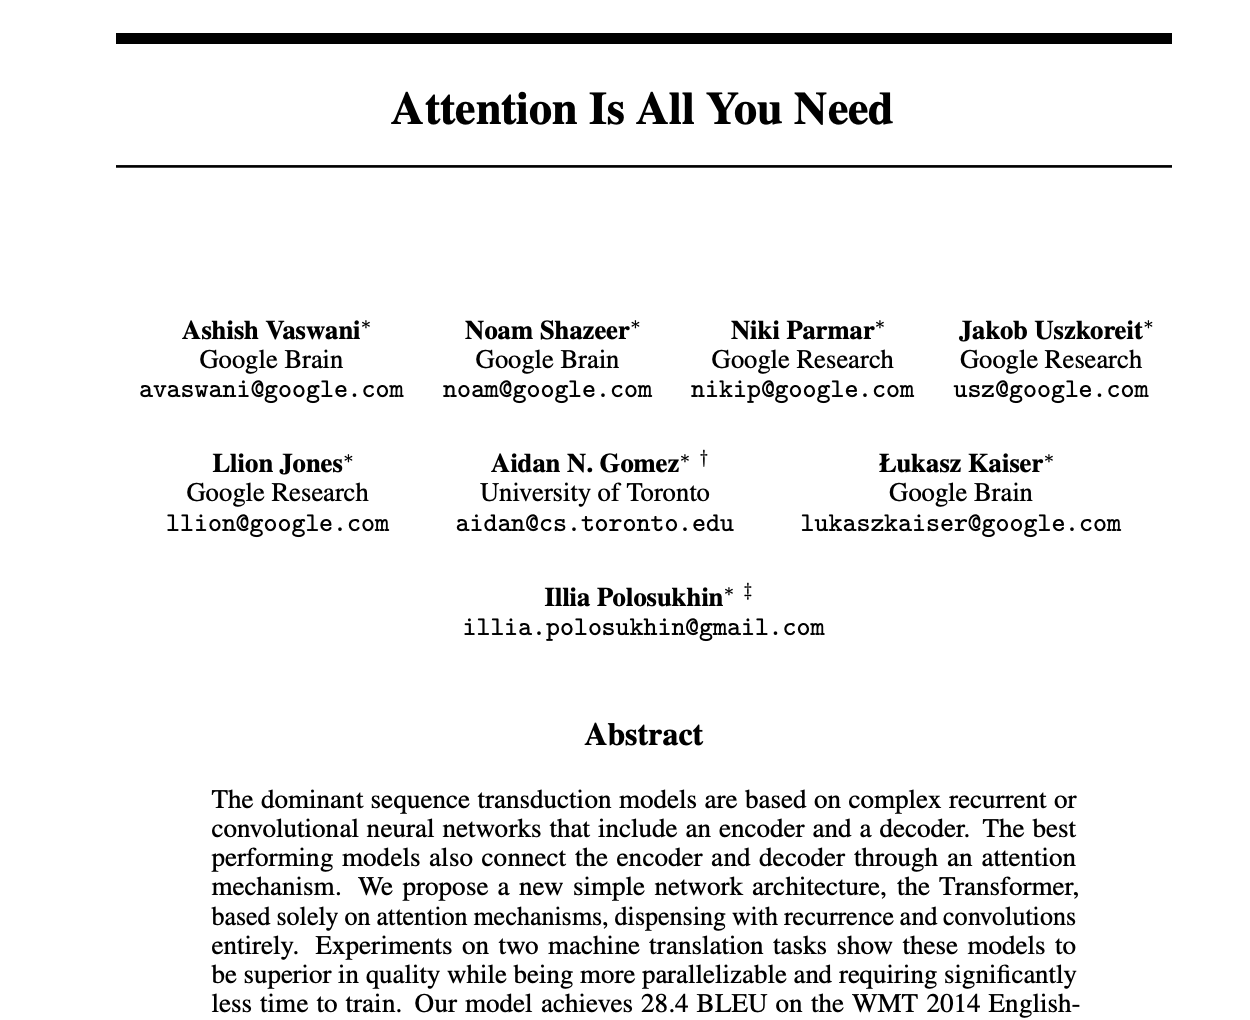 Attention Is All You Need
Ashish Vaswani* Noam Shazeer* Niki Parmar* Jakob Uszkoreit*
Google Brain Google Brain Google Research Google Research
avaswani@google.com noam@google.com nikip@google.com usz@google.com
Llion Jones* Aidan N. Gomez* † Łukasz Kaiser*
Google Research University of Toronto Google Brain
llion@google.com aidan@cs.toronto.edu lukaszkaiser@google.com
Illia Polosukhin* ‡
illia.polosukhin@gmail.com
Abstract
The dominant sequence transduction models are based on complex recurrent or
convolutional neural networks that include an encoder and a decoder. The best
performing models also connect the encoder and decoder through an attention
mechanism. We propose a new simple network architecture, the Transformer,
based solely on attention mechanisms, dispensing with recurrence and convolutions
entirely. Experiments on two machine translation tasks show these models to
be superior in quality while being more parallelizable and requiring significantly
less time to train. Our model achieves 28.4 BLEU on the WMT 2014 English-